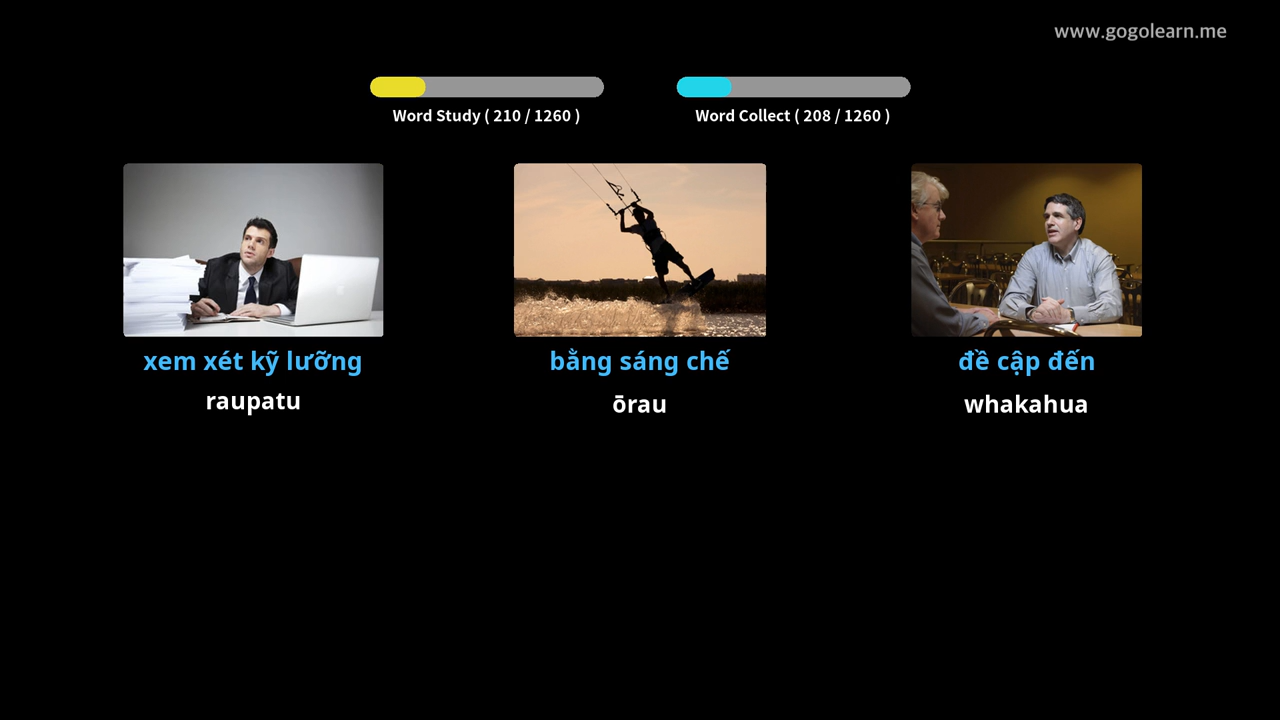 www.gogolearn.me
Word Study ( 210 / 1260 )
Word Collect ( 208 / 1260 )
xem xét kỹ lưỡng
raupatu
bằng sáng chế
ōrau
đề cập đến
whakahua